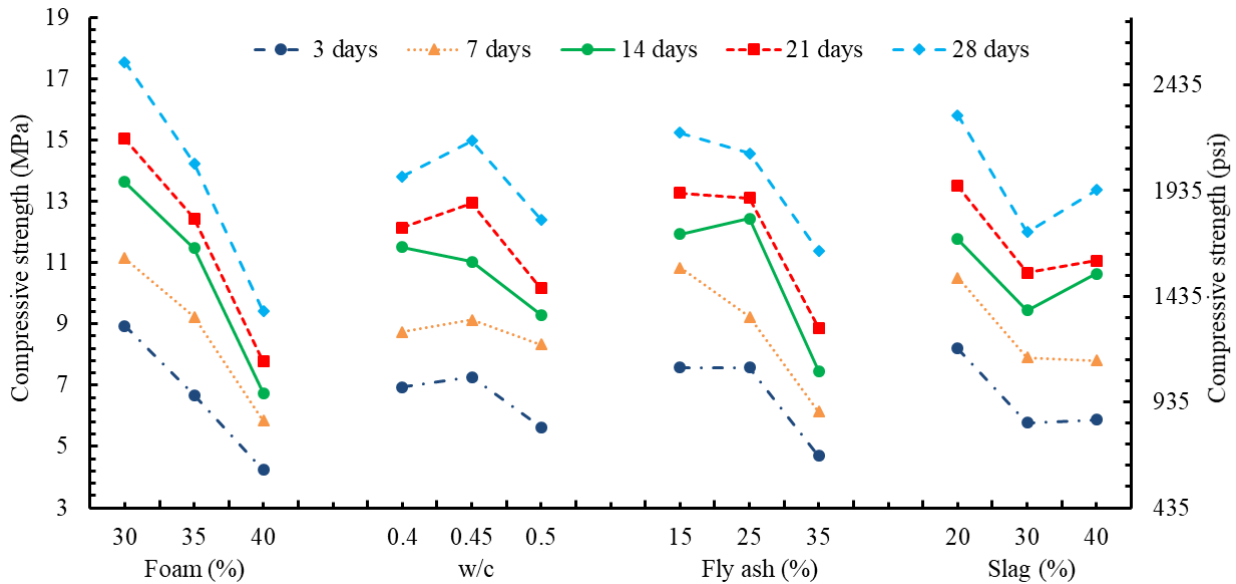 3 days 7 days 14 days 21 days 28 days
Compressive strength (MPa)
19
17
15
13
11
9
7
5
3
Compressive strength (psi)
2435
1935
1435
935
435
30 35 40 0.4 0.45 0.5 15 25 35 20 30 40
Foam (%) w/c Fly ash (%) Slag (%)